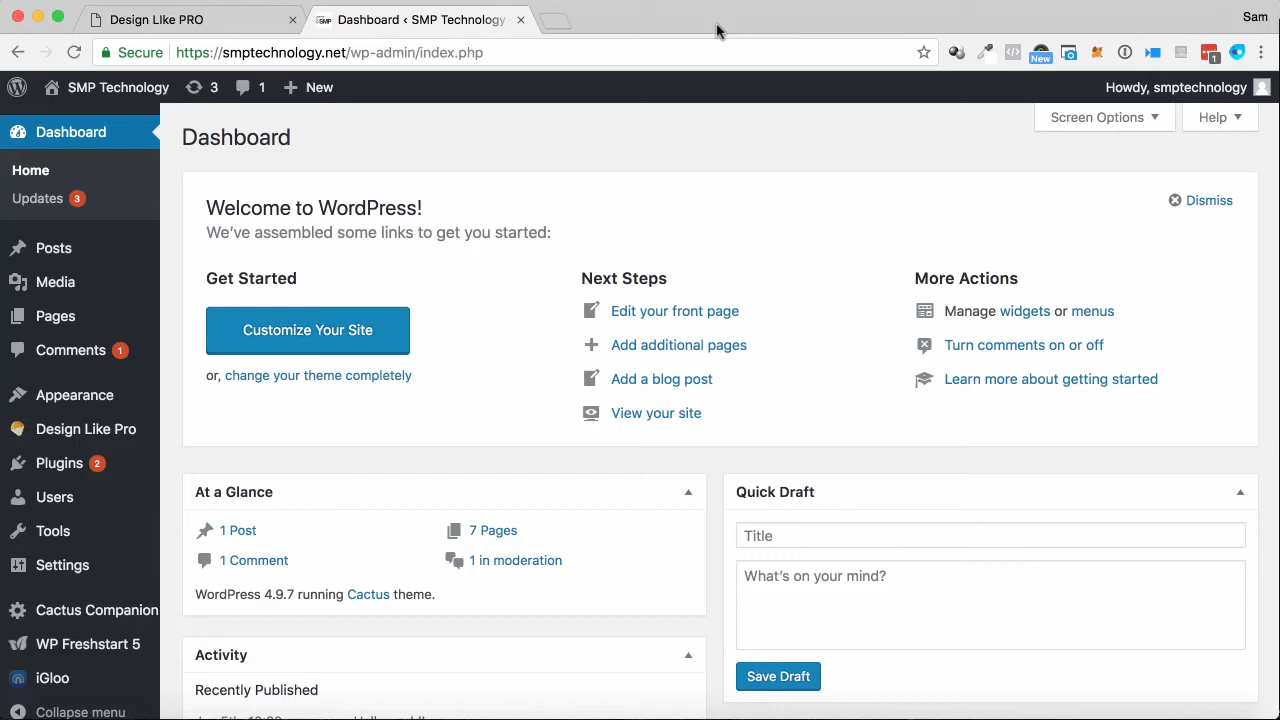 Design LIke PRO
Dashboard ‹ SMP Technology
Sam
Secure
https://smptechnology.net/wp-admin/index.php
New
1
SMP Technology
3
1
New
Howdy, smptechnology
Dashboard
Home
Updates 3
Posts
Media
Pages
Comments 1
Appearance
Design Like Pro
Plugins 2
Users
Tools
Settings
Cactus Companion
WP Freshstart 5
iGloo
Collapse menu
Screen Options
Help
Dashboard
Welcome to WordPress!
We've assembled some links to get you started:
Dismiss
Get Started
Customize Your Site
or, change your theme completely
Next Steps
Edit your front page
Add additional pages
Add a blog post
View your site
More Actions
Manage widgets or menus
Turn comments on or off
Learn more about getting started
At a Glance
1 Post
7 Pages
1 Comment
1 in moderation
WordPress 4.9.7 running Cactus theme.
Activity
Recently Published
Quick Draft
Title
What's on your mind?
Save Draft